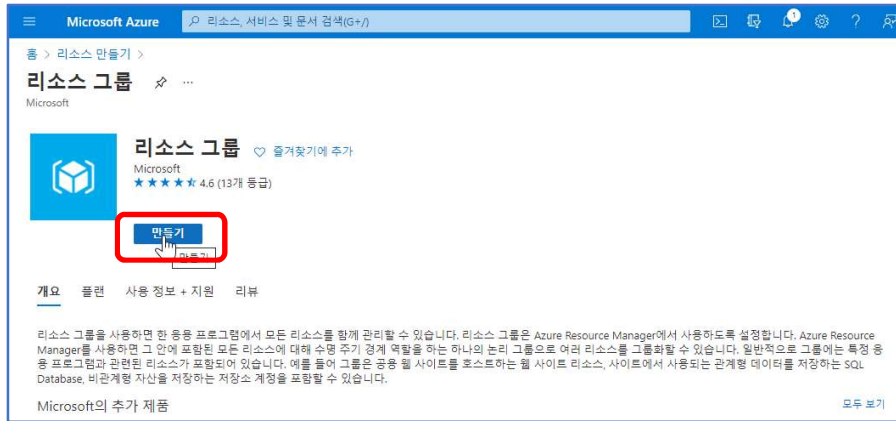 Microsoft Azure
리소스, 서비스 및 문서 검색(G+/)
1
홈 > 리소스 만들기 >
리소스 그룹
Microsoft
리소스 그룹
즐겨찾기에 추가
Microsoft
4.6 (13개 등급)
만들기
만들기
개요 플랜 사용 정보 + 지원 리뷰
리소스 그룹을 사용하면 한 응용 프로그램에서 모든 리소스를 함께 관리할 수 있습니다. 리소스 그룹은 Azure Resource Manager에서 사용하도록 설정합니다. Azure Resource
Manager를 사용하면 그 안에 포함된 모든 리소스에 대해 수명 주기 경계 역할을 하는 하나의 논리 그룹으로 여러 리소스를 그룹화할 수 있습니다. 일반적으로 그룹에는 특정 응
용 프로그램과 관련된 리소스가 포함되어 있습니다. 예를 들어 그룹은 공용 웹 사이트를 호스트하는 웹 사이트 리소스, 사이트에서 사용되는 관계형 데이터를 저장하는 SQL
Database, 비관계형 자산을 저장하는 저장소 계정을 포함할 수 있습니다.
Microsoft의 추가 제품
모두 보기